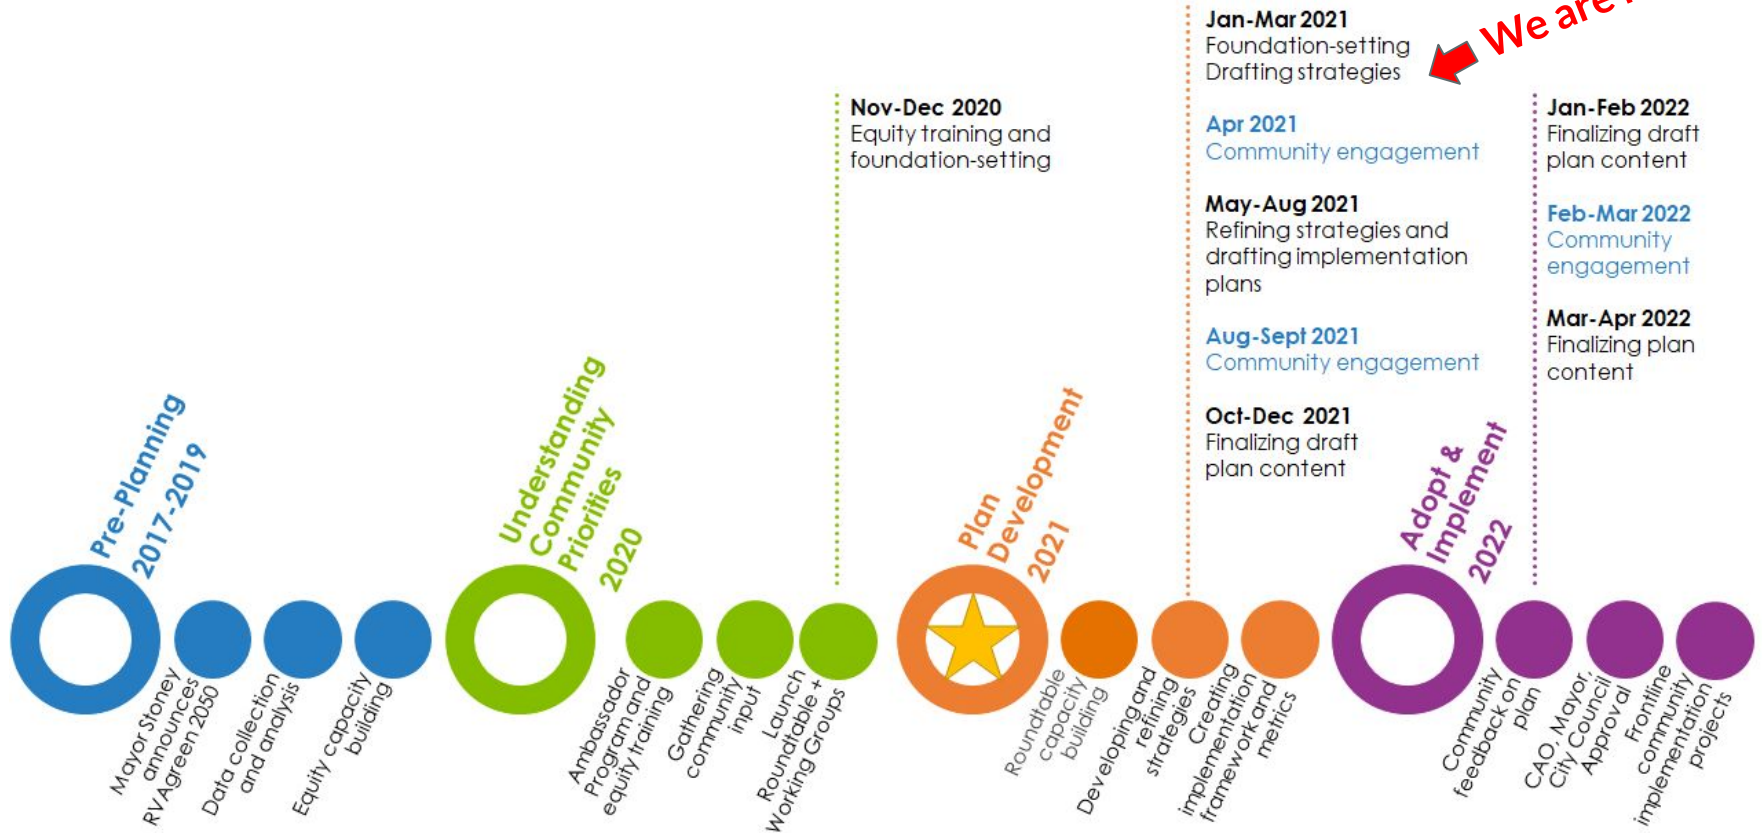 We are
Jan-Mar 2021
Foundation-setting
Drafting strategies
Apr 2021
Community engagement
May-Aug 2021
Refining strategies and
drafting implementation
plans
Aug-Sept 2021
Community engagement
Oct-Dec 2021
Finalizing draft
plan content
Nov-Dec 2020
Equity training and
foundation-setting
Jan-Feb 2022
Finalizing draft
plan content
Feb-Mar 2022
Community
engagement
Mar-Apr 2022
Finalizing plan
content
Pre-Planning
2017-2019
Understanding
Community
Priorities
2020
Plan
Development
2021
Adopt &
Implement
2022
Mayor Stoney
announces
RVAgreen 2050
Data collection
and analysis
Equity capacity
building
Ambassador
Program and
equity training
Gathering
community
input
Launch
Roundtable +
Working Groups
Roundtable
capacity
building
Developing and
refining
strategies
Creating
implementation
framework and
metrics
Community
feedback on
plan
CAO, Mayor,
City Council
Approval
Frontline
community
implementation
projects